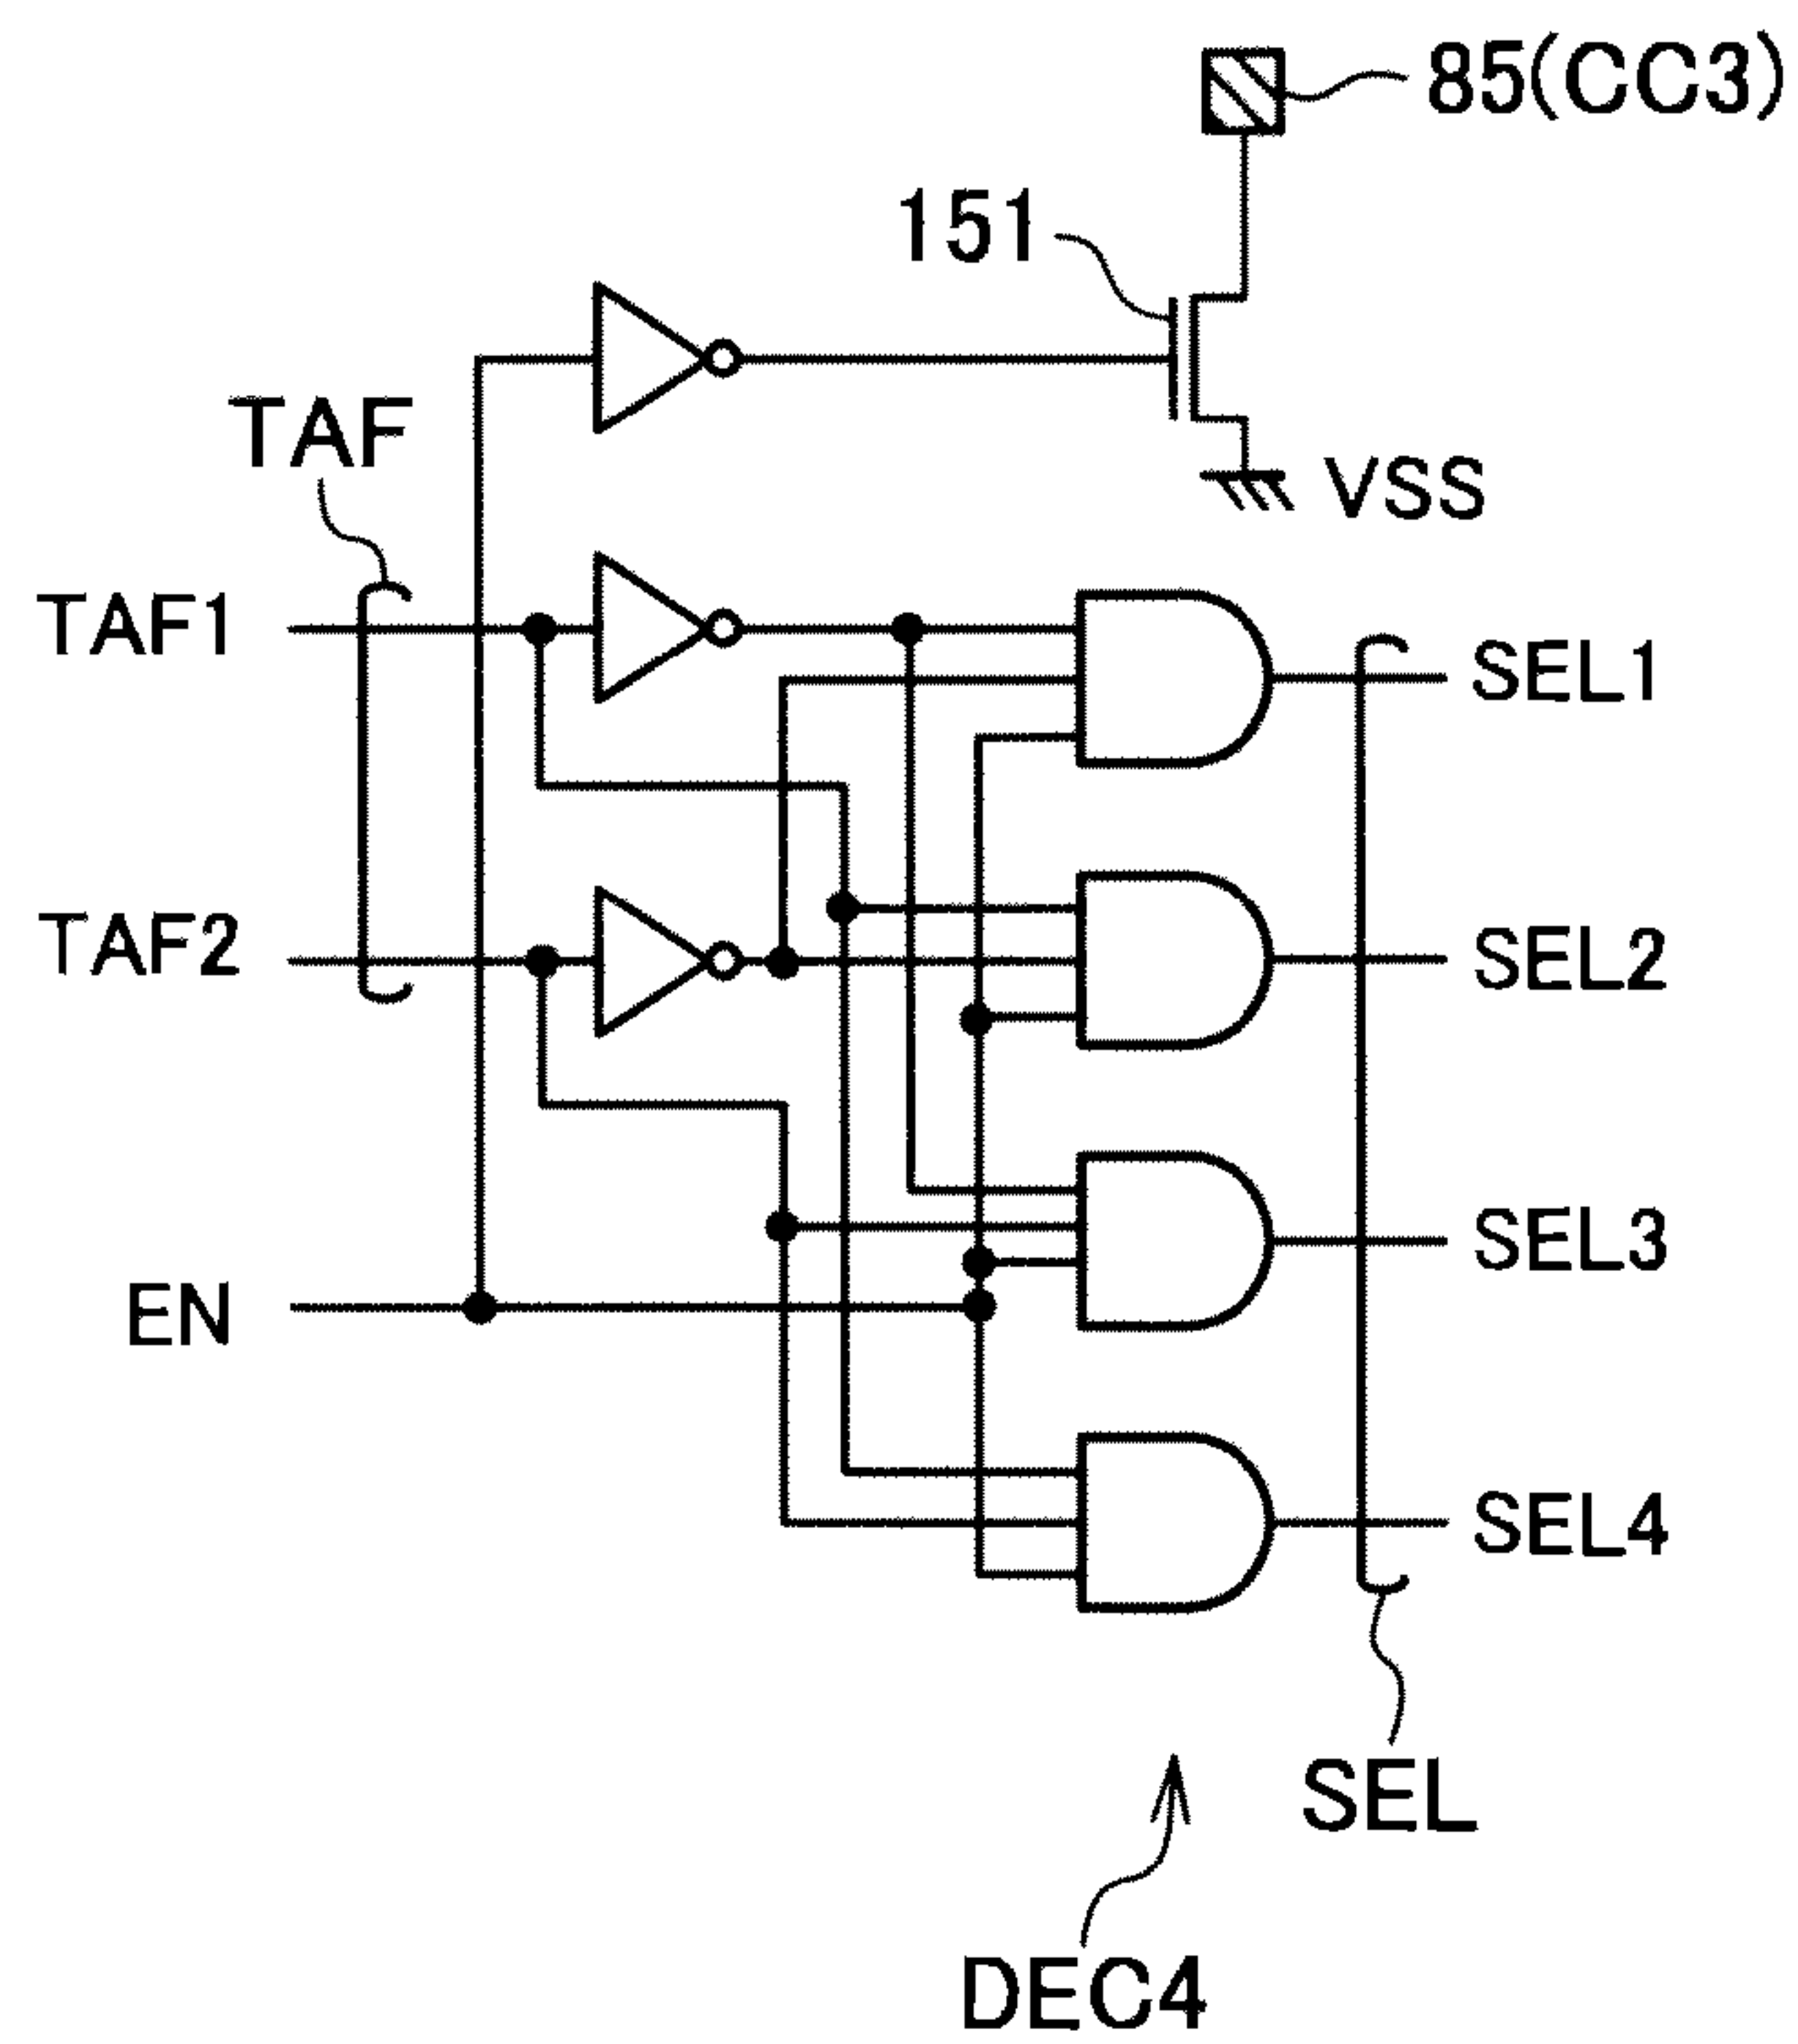 85(CC3)
151
TAF
VSS
TAF1
SEL1
TAF2
SEL2
SEL3
EN
SEL4
SEL
DEC4